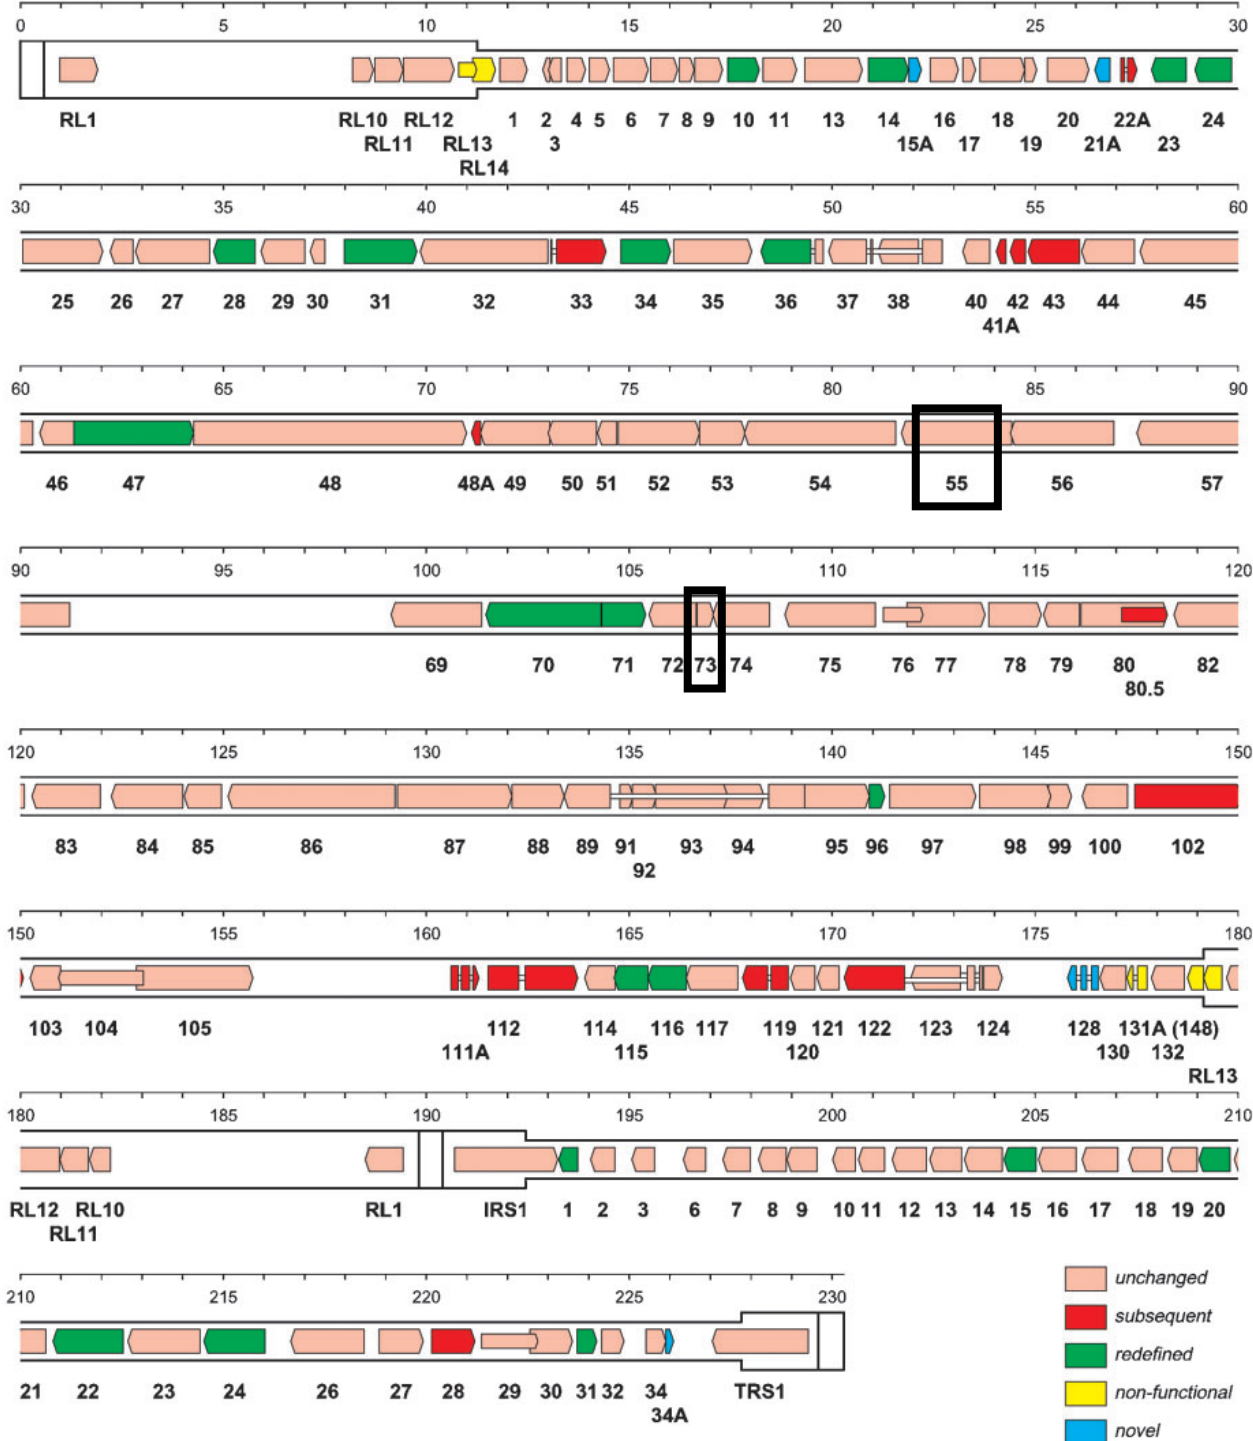 0 5 10 15 20 25 30
RL1 RL10 RL12 1 2 4 5 6 7 8 9 10 11 13 14 16 18 20 22A 24
RL11 RL13 3 15A 17 19 21A 23
RL14
30 35 40 45 50 55 60
25 26 27 28 29 30 31 32 33 34 35 36 37 38 40 42 43 44 45
41A
60 65 70 75 80 85 90
46 47 48 48A 49 50 51 52 53 54 55 56 57
90 95 100 105 110 115 120
69 70 71 72 73 74 75 76 77 78 79 80 82
80.5
120 125 130 135 140 145 150
83 84 85 86 87 88 89 91 93 94 95 96 97 98 99 100 102
92
150 155 160 165 170 175 180
103 104 105 112 114 116 117 119 121 122 123 124 128 131A (148)
111A 115 120 130 132
RL13
180 185 190 195 200 205 210
RL12 RL10 RL1 IRS1 1 2 3 6 7 8 9 10 11 12 13 14 15 16 17 18 19 20
RL11
210 215 220 225 230
21 22 23 24 26 27 28 29 30 31 32 34 TRS1
34A
unchanged
subsequent
redefined
non-functional
novel